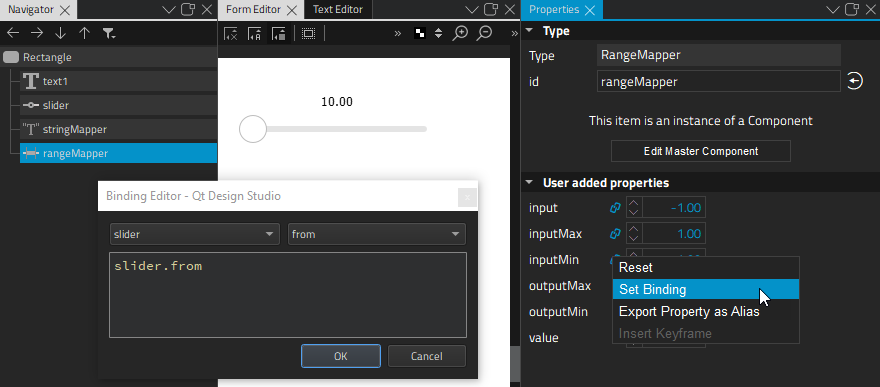 Navigator
Form Editor
Text Editor
Properties
Type
Type
RangeMapper
id
rangeMapper
This item is an instance of a Component
Edit Master Component
Rectangle
text1
slider
"T" stringMapper
rangeMapper
10.00
Binding Editor - Qt Design Studio
slider
from
slider.from
OK
Cancel
User added properties
input
-1.00
inputMax
1.00
inputMin
outputMax
outputMin
value
Reset
Set Binding
Export Property as Alias
Insert Keyframe